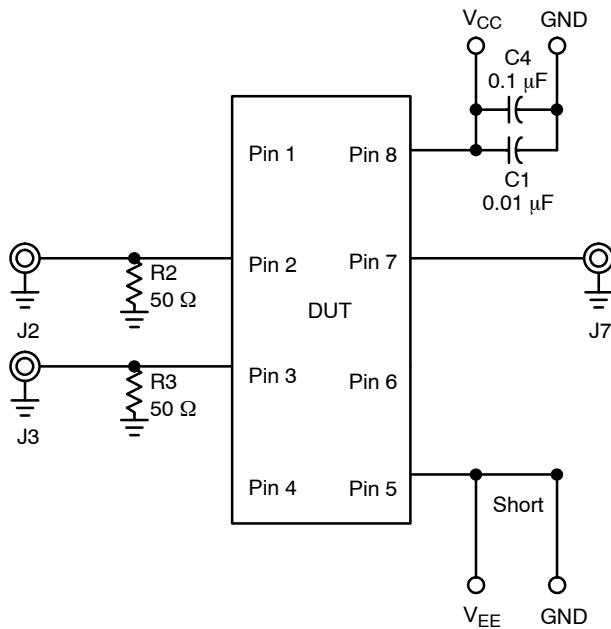 VCC GND
C4
0.1 μF
Pin 1 Pin 8
C1
0.01 μF
Pin 2 Pin 7
R2
50 Ω
DUT
J2 J7
Pin 3 Pin 6
R3
50 Ω
J3
Pin 4 Pin 5
Short
VEE GND